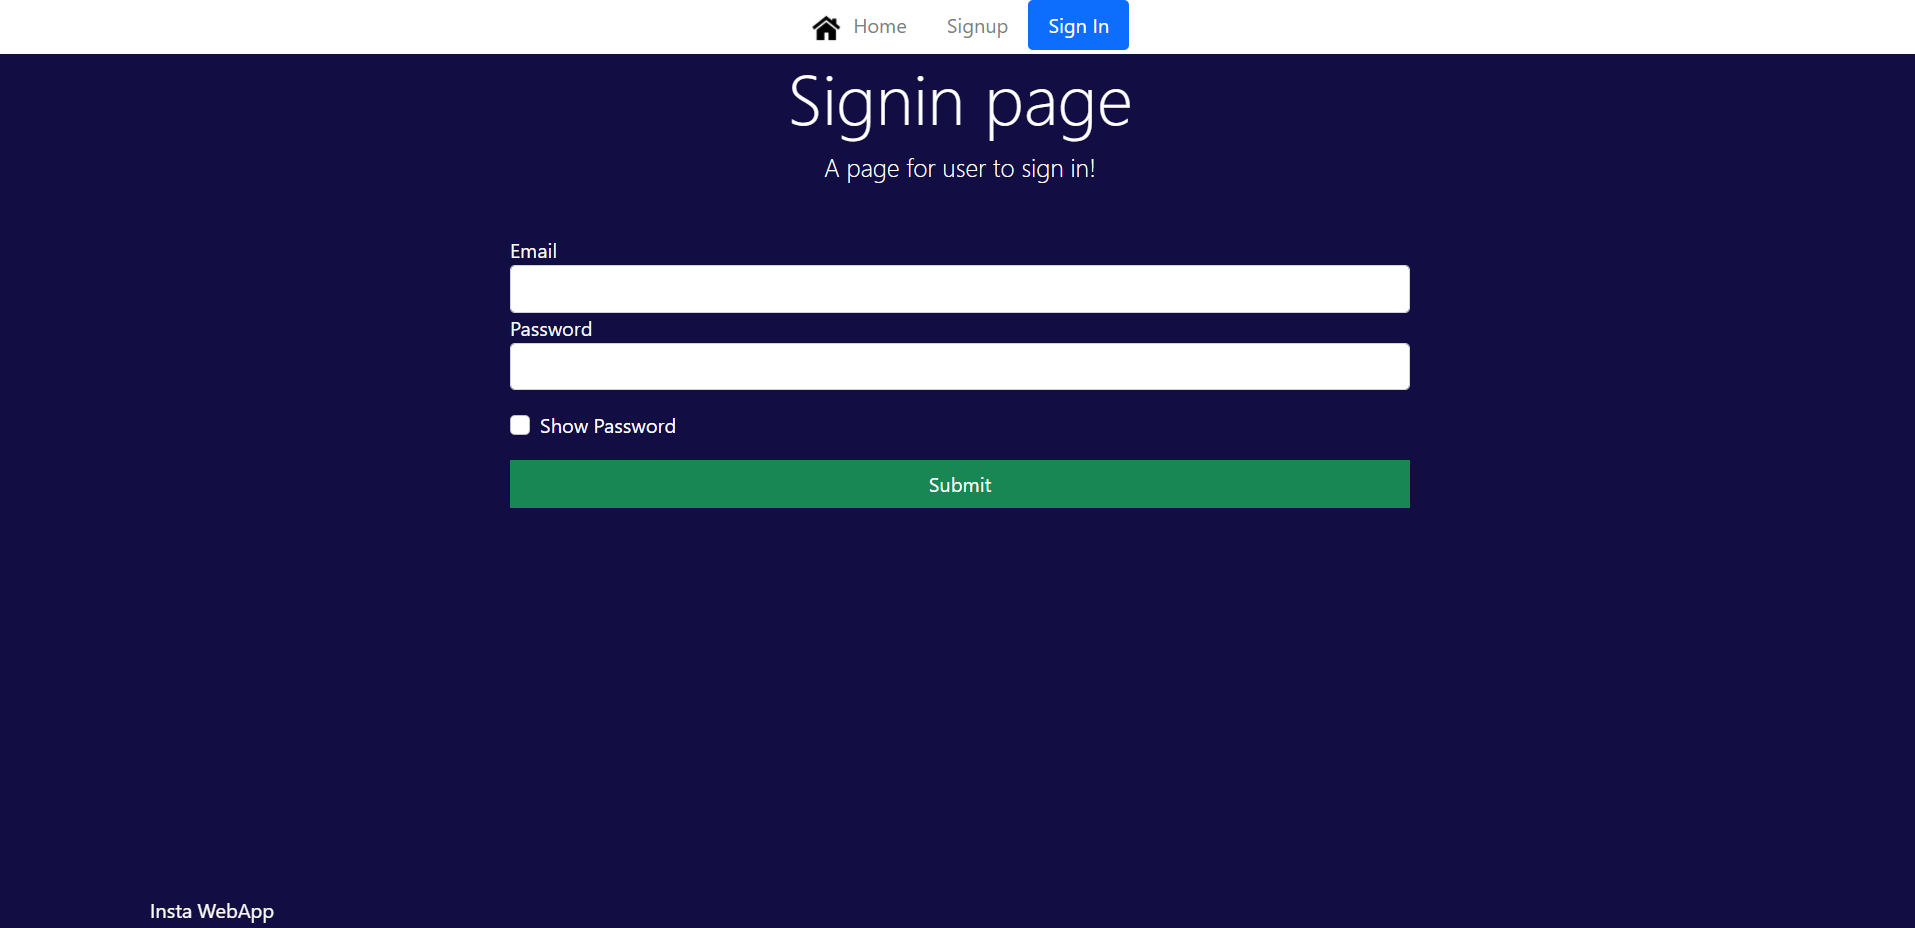 Home Signup Sign In
Signin page
A page for user to sign in!
Email
Password
Show Password
Submit
Insta WebApp